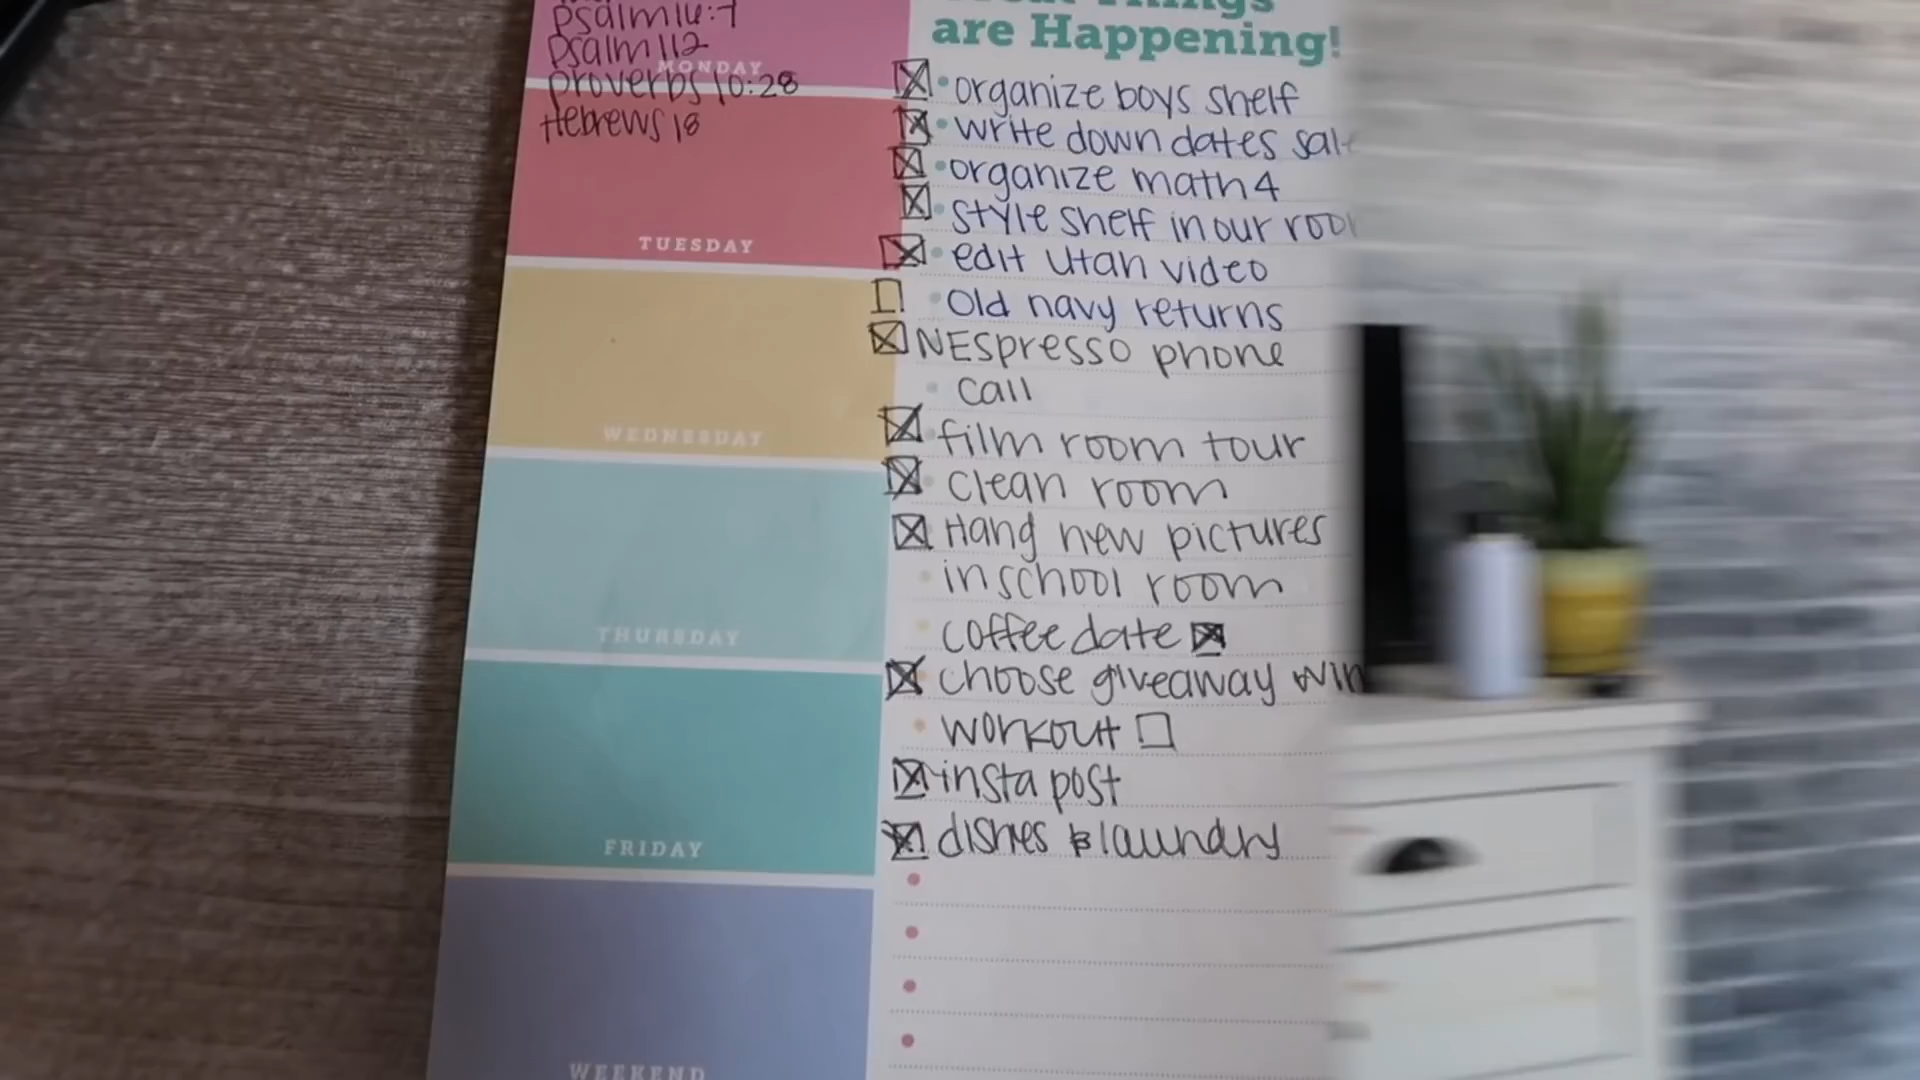 psalm 16:7
psalm 112
MONDAY
proverbs 10:28
Hebrews 18
TUESDAY
WEDNESDAY
THURSDAY
FRIDAY
WEEKEND
are Happening!
organize boys shelf
write down dates
organize math 4
style shelf in our
edit Utah video
Old navy returns
NEspresso phone
call
film room tour
clean room
Hang new pictures
in school room
coffee date
choose giveaway
workout
insta post
dishes & laundry